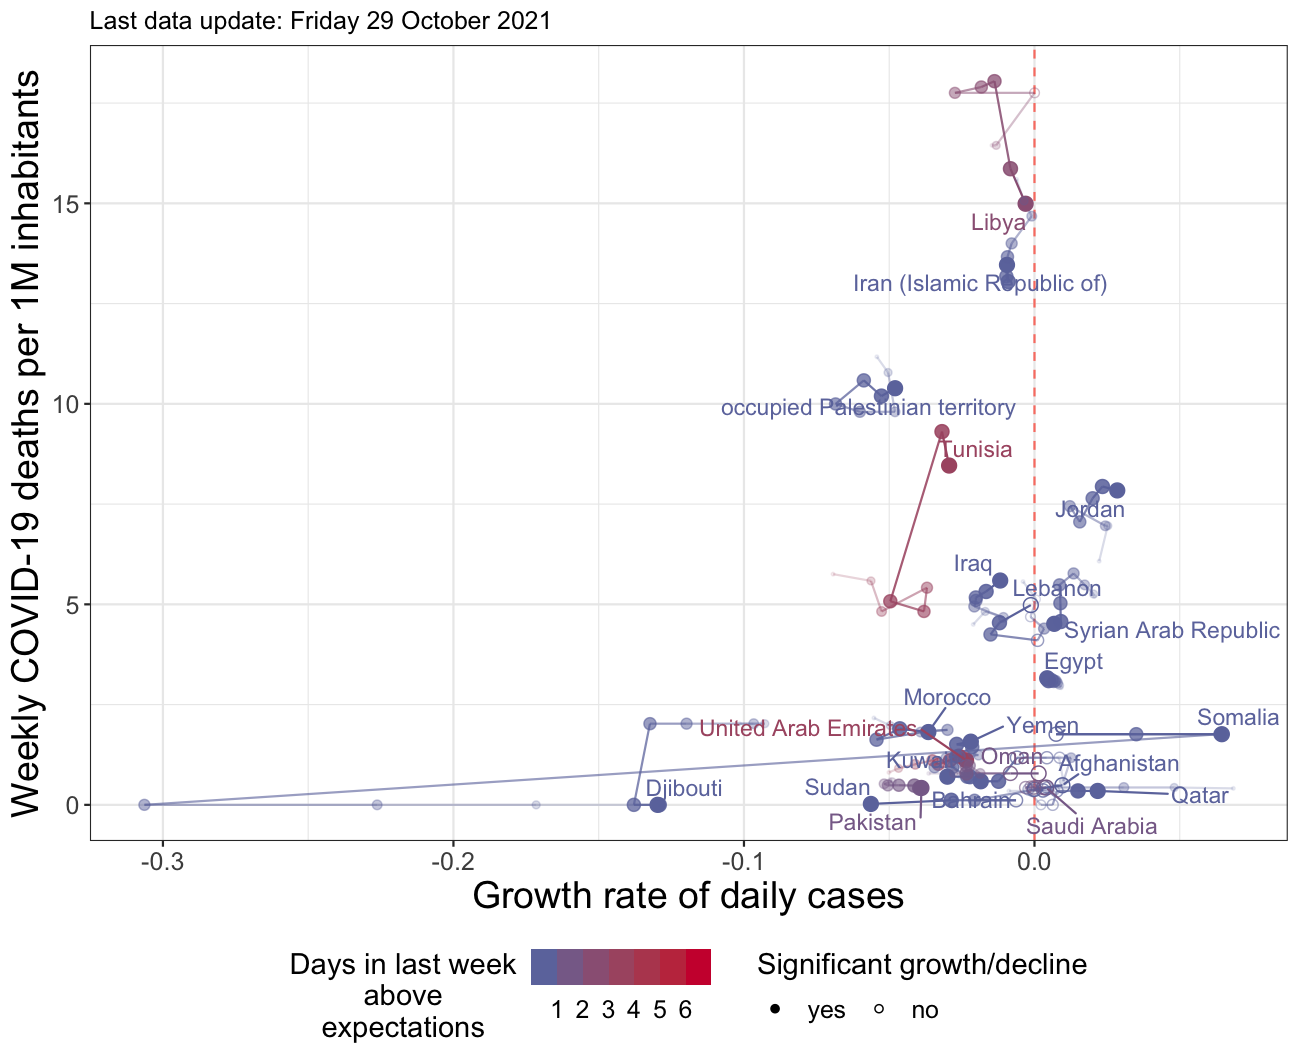 Last data update: Friday 29 October 2021
Weekly COVID-19 deaths per 1M inhabitants
15
10
5
0
Libya
Iran (Islamic Republic of)
occupied Palestinian territory
Tunisia
Jordan
Iraq
Lebanon
Syrian Arab Republic
Egypt
Morocco
Somalia
United Arab Emirates
Yemen
Kuwait
Oman
Afghanistan
Djibouti
Sudan
Bahrain
Qatar
Pakistan
Saudi Arabia
-0.3
-0.2
-0.1
0.0
Growth rate of daily cases
Days in last week
above
expectations
1 2 3 4 5 6
Significant growth/decline
yes
no